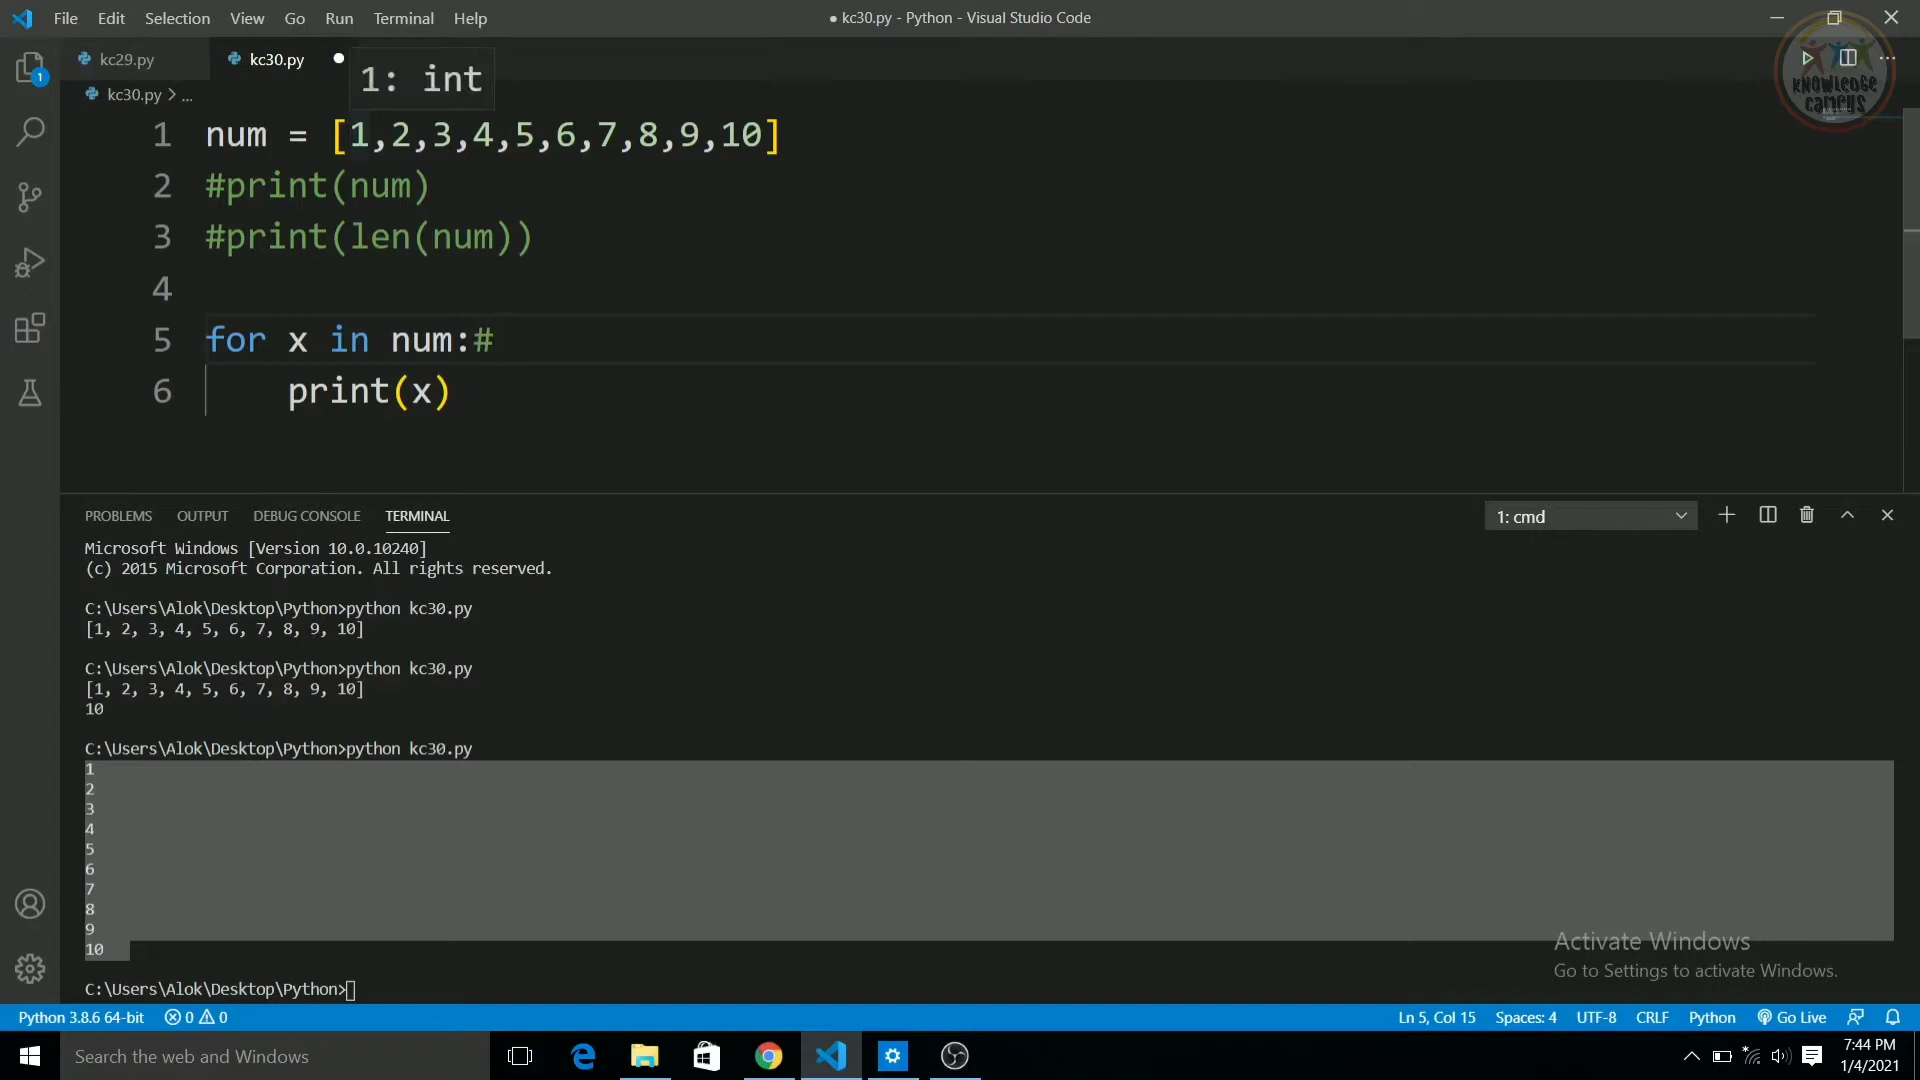 File Edit Selection View Go Run Terminal Help
● kc30.py - Python - Visual Studio Code
kc29.py
kc30.py
1: int
kc30.py > ...
KNOWLEDGE
CAMPUS
1 num = [1,2,3,4,5,6,7,8,9,10]
2 #print(num)
3 #print(len(num))
4
5 for x in num:#
6     print(x)
1
PROBLEMS OUTPUT DEBUG CONSOLE TERMINAL
1: cmd
Microsoft Windows [Version 10.0.10240]
(c) 2015 Microsoft Corporation. All rights reserved.
C:\Users\Alok\Desktop\Python>python kc30.py
[1, 2, 3, 4, 5, 6, 7, 8, 9, 10]
C:\Users\Alok\Desktop\Python>python kc30.py
[1, 2, 3, 4, 5, 6, 7, 8, 9, 10]
10
C:\Users\Alok\Desktop\Python>python kc30.py
1
2
3
4
5
6
7
8
9
10
C:\Users\Alok\Desktop\Python>
Activate Windows
Go to Settings to activate Windows.
Python 3.8.6 64-bit 0 0 Ln 5, Col 15 Spaces: 4 UTF-8 CRLF Python Go Live
Search the web and Windows
7:44 PM
1/4/2021